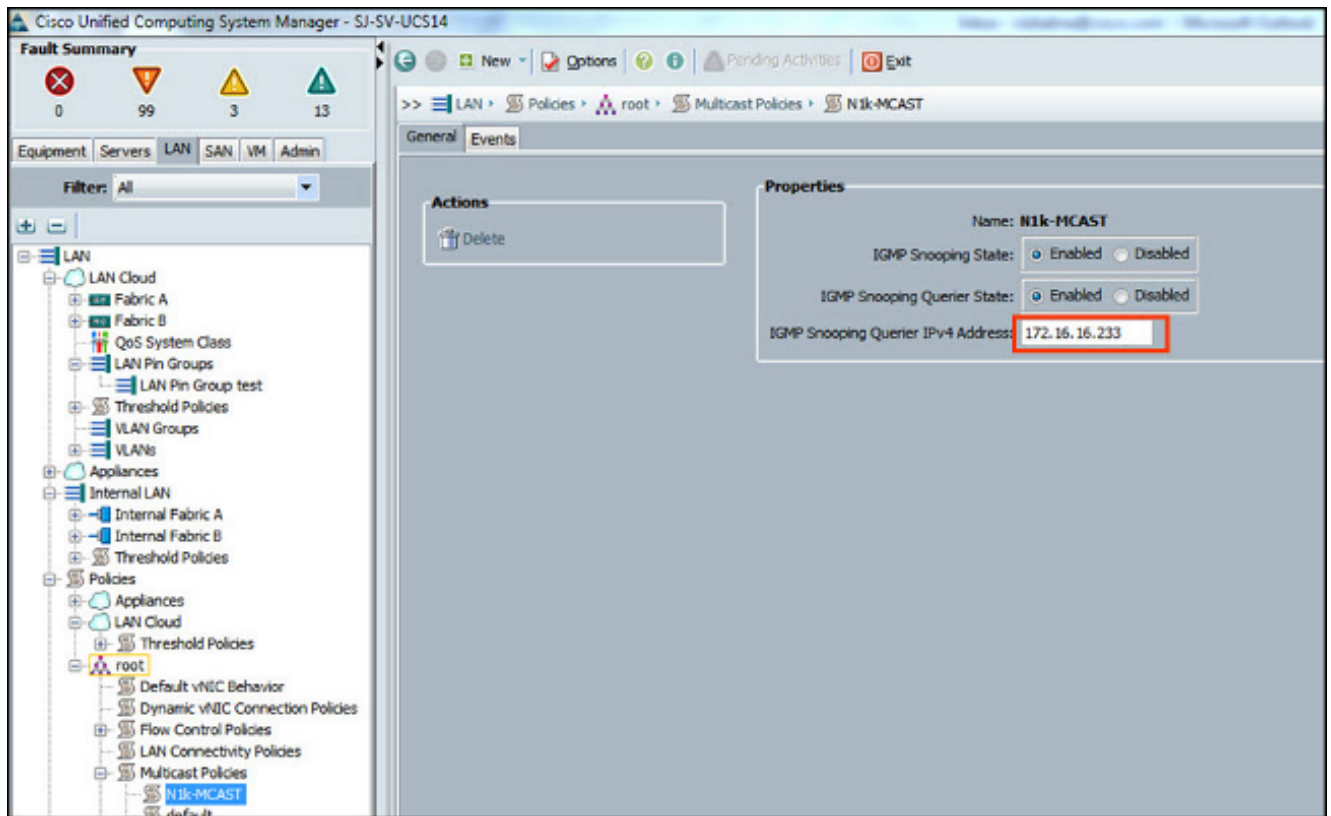 Cisco Unified Computing System Manager - SJ-SV-UCS14
Fault Summary
0 99 3 13
New Options Pending Activities Exit
>> LAN Policies root Multicast Policies N1k-MCAST
General Events
Equipment Servers LAN SAN VM Admin
Filter: All
Actions
Delete
Properties
Name: N1k-MCAST
IGMP Snooping State: Enabled Disabled
IGMP Snooping Querier State: Enabled Disabled
IGMP Snooping Querier IPv4 Address: 172.16.16.233
LAN
LAN Cloud
Fabric A
Fabric B
QoS System Class
LAN Pin Groups
LAN Pin Group test
Threshold Policies
VLAN Groups
VLANs
Appliances
Internal LAN
Internal Fabric A
Internal Fabric B
Threshold Policies
Policies
Appliances
LAN Cloud
Threshold Policies
root
Default vNIC Behavior
Dynamic vNIC Connection Policies
Flow Control Policies
LAN Connectivity Policies
Multicast Policies
N1k-MCAST
default